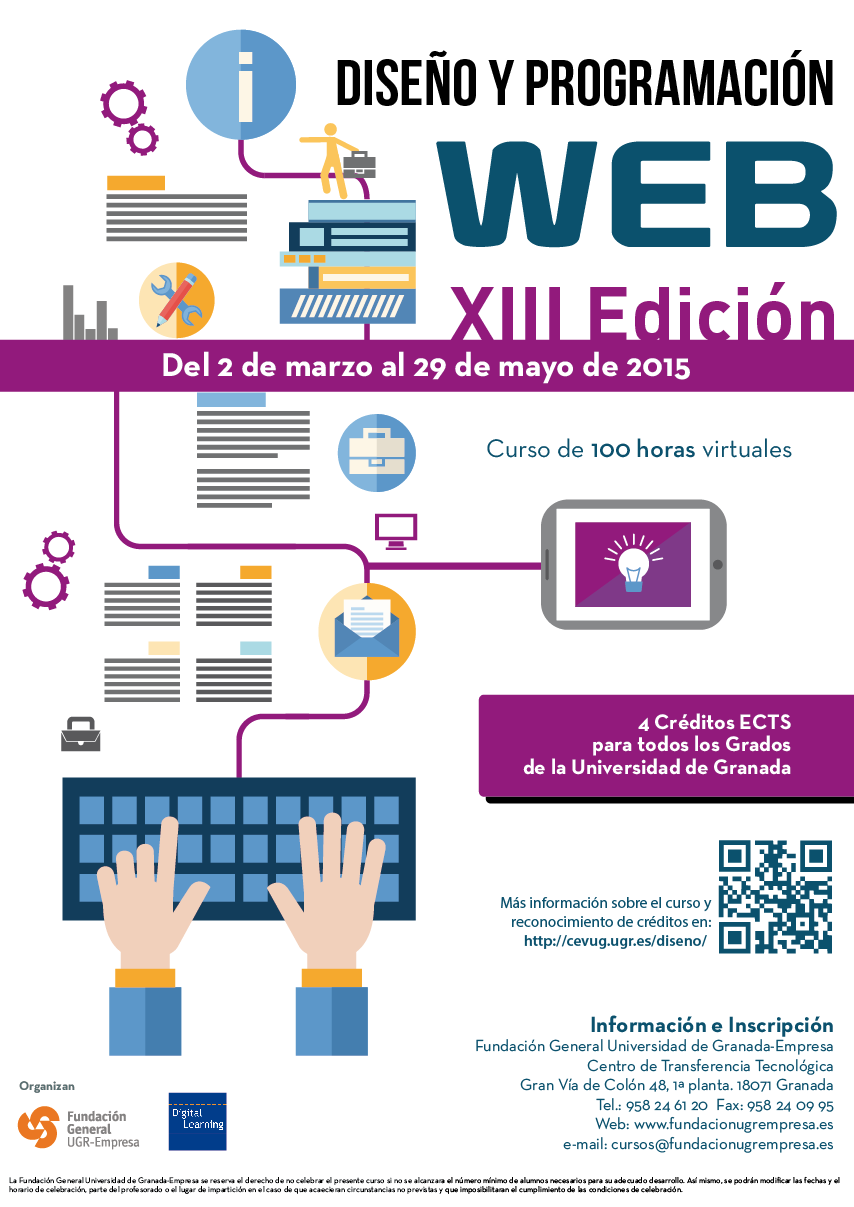 DISEÑO Y PROGRAMACIÓN
WEB
XIII Edición
Del 2 de marzo al 29 de mayo de 2015
Curso de 100 horas virtuales
4 Créditos ECTS
para todos los Grados
de la Universidad de Granada
Más información sobre el curso y
reconocimiento de créditos en:
http://cevug.ugr.es/diseno/
Información e Inscripción
Fundación General Universidad de Granada-Empresa
Centro de Transferencia Tecnológica
Gran Vía de Colón 48, 1ª planta. 18071 Granada
Tel.: 958 24 61 20 Fax: 958 24 09 95
Web: www.fundacionugrempresa.es
e-mail: cursos@fundacionugrempresa.es
Organizan
Fundación
General
UGR-Empresa
Digital
Learning
La Fundación General Universidad de Granada-Empresa se reserva el derecho de no celebrar el presente curso si no se alcanzara el número mínimo de alumnos necesarios para su adecuado desarrollo. Así mismo, se podrán modificar las fechas y el
horario de celebración, parte del profesorado o el lugar de impartición en el caso de que acaecieran circunstancias no previstas y que imposibilitaran el cumplimiento de las condiciones de celebración.